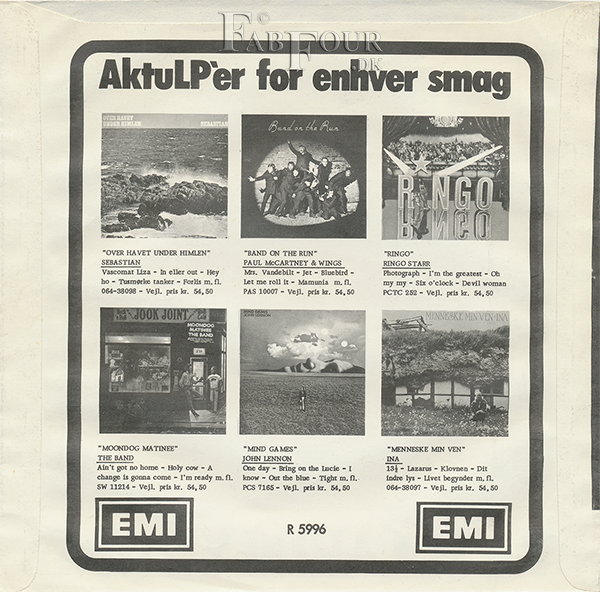 © FAB FOUR DK
AktuLP'er for enhver smag
OVER HAVET
UNDER HIMLEN SEBASTIAN
Band on the Run
RINGO
"OVER HAVET UNDER HIMLEN"
SEBASTIAN
Vascomat Liza - In eller out - Hey
ho - Tusmørke tanker - Forlis m. fl.
064-38098 - Vejl. pris kr. 54,50
"BAND ON THE RUN"
PAUL McCARTNEY & WINGS
Mrs. Vandebilt - Jet - Bluebird -
Let me roll it - Mamunia m. fl.
PAS 10007 - Vejl. pris kr. 54,50
"RINGO"
RINGO STARR
Photograph - I'm the greatest - Oh
my my - Six o'clock - Devil woman
PCTC 252 - Vejl. pris kr. 54,50
JOOK JOINT
MOONDOG
MATINEE
THE BAND
MIND GAMES
JOHN LENNON
MENNESKE MIN VEN·INA
"MOONDOG MATINEE"
THE BAND
Ain't got no home - Holy cow - A
change is gonna come - I'm ready m. fl.
SW 11214 - Vejl. pris kr. 54,50
"MIND GAMES"
JOHN LENNON
One day - Bring on the Lucie - I
know - Out the blue - Tight m. fl.
PCS 7165 - Vejl. pris kr. 54,50
"MENNESKE MIN VEN"
INA
13½ - Lazarus - Klovnen - Dit
indre lys - Livet begynder m. fl.
064-38097 - Vejl. pris kr. 54,50
EMI
R 5996
EMI